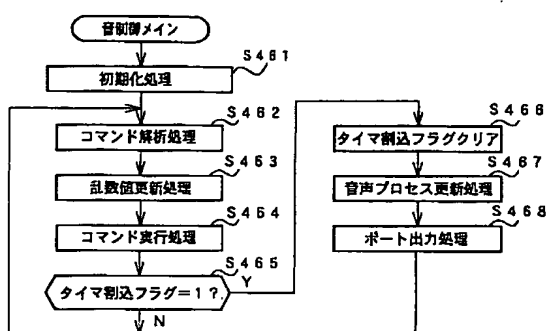 音制御メイン
S461
初期化処理
S462
コマンド解析処理
S463
乱数値更新処理
S464
コマンド実行処理
S465
タイマ割込フラグ=1?
Y
N
S466
タイマ割込フラグクリア
S467
音声プロセス更新処理
S468
ポート出力処理